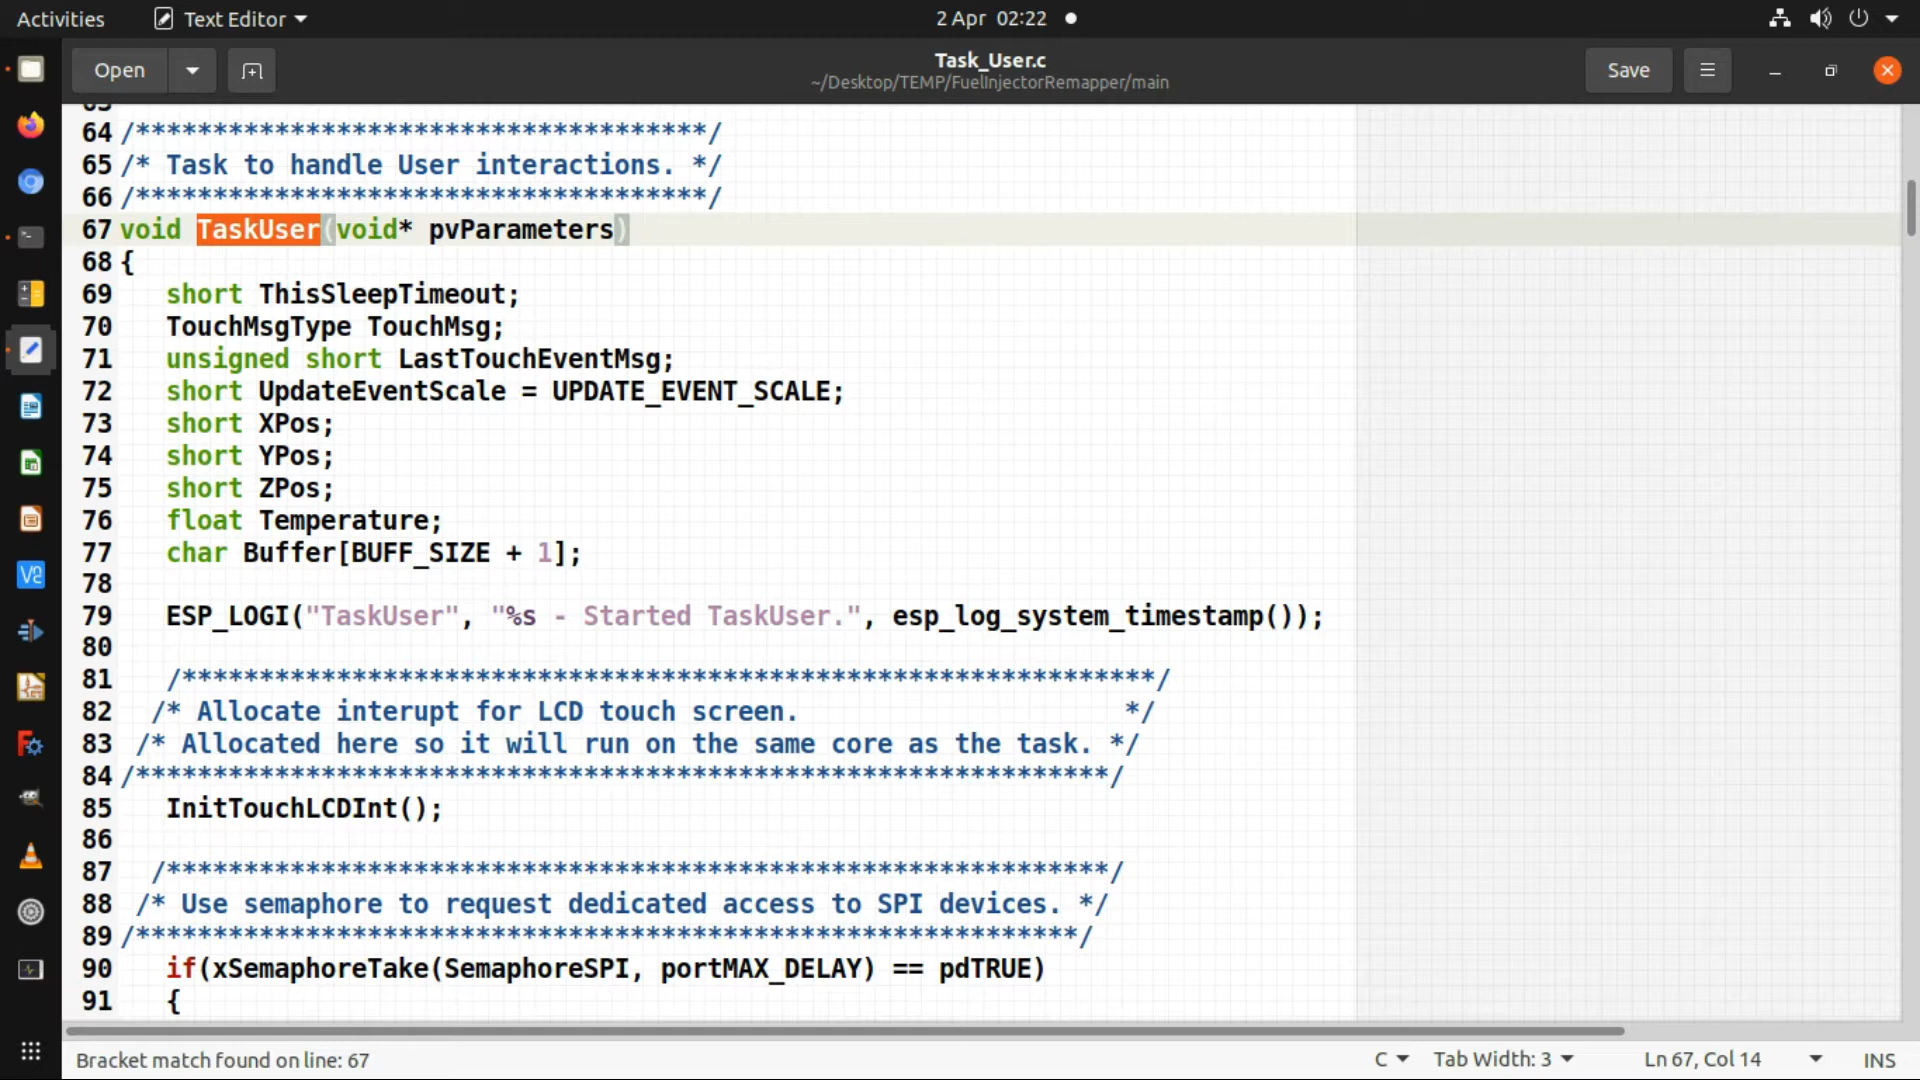 Activities
Text Editor
2 Apr 02:22
Open
Task_User.c
~/Desktop/TEMP/FuelInjectorRemapper/main
Save
63
64 /*************************************/
65 /* Task to handle User interactions. */
66 /*************************************/
67 void TaskUser(void* pvParameters)
68 {
69 short ThisSleepTimeout;
70 TouchMsgType TouchMsg;
71 unsigned short LastTouchEventMsg;
72 short UpdateEventScale = UPDATE_EVENT_SCALE;
73 short XPos;
74 short YPos;
75 short ZPos;
76 float Temperature;
77 char Buffer[BUFF_SIZE + 1];
78
79 ESP_LOGI("TaskUser", "%s - Started TaskUser.", esp_log_system_timestamp());
80
81 /***************************************************************/
82 /* Allocate interupt for LCD touch screen. */
83 /* Allocated here so it will run on the same core as the task. */
84 /***************************************************************/
85 InitTouchLCDInt();
86
87 /*************************************************************/
88 /* Use semaphore to request dedicated access to SPI devices. */
89 /*************************************************************/
90 if(xSemaphoreTake(SemaphoreSPI, portMAX_DELAY) == pdTRUE)
91 {
Bracket match found on line: 67
C
Tab Width: 3
Ln 67, Col 14
INS